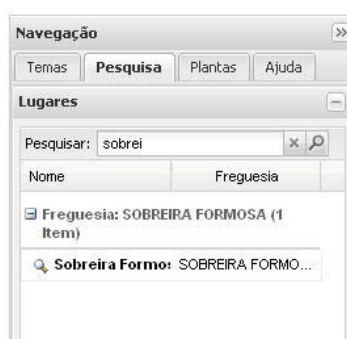 Navegação
Temas Pesquisa Plantas Ajuda
Lugares
Pesquisar: sobrei
Nome Freguesia
Freguesia: SOBREIRA FORMOSA (1
Item)
Sobreira Formo: SOBREIRA FORMO...